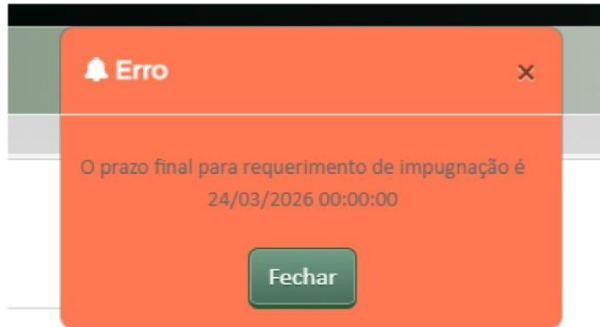 Erro ×
O prazo final para requerimento de impugnação é
24/03/2026 00:00:00
Fechar